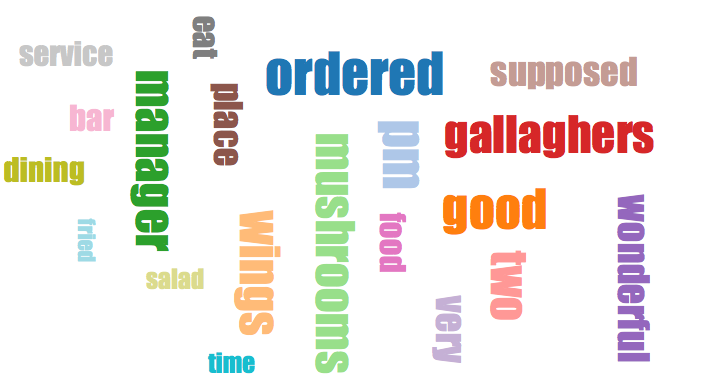 eat
service
ordered
supposed
manager
place
bar
gallaghers
pm
mushrooms
dining
good
wonderful
wings
food
fried
two
salad
very
time